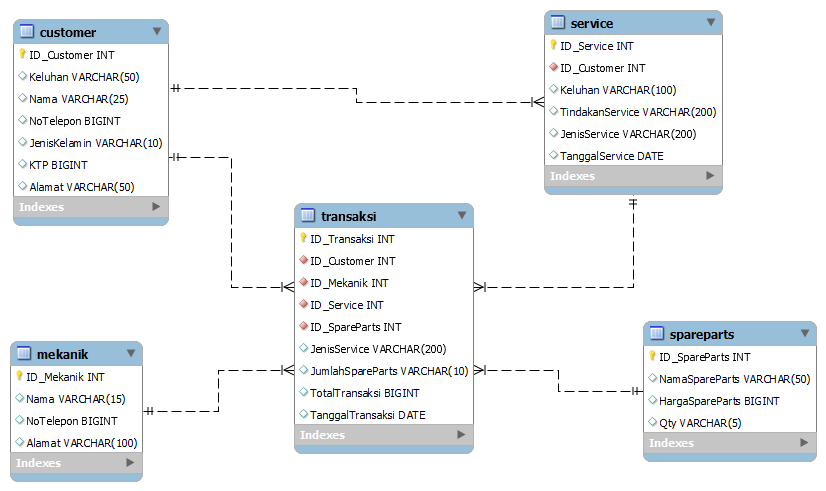 customer
ID_Customer INT
Keluhan VARCHAR(50)
Nama VARCHAR(25)
NoTelepon BIGINT
JenisKelamin VARCHAR(10)
KTP BIGINT
Alamat VARCHAR(50)
Indexes
service
ID_Service INT
ID_Customer INT
Keluhan VARCHAR(100)
TindakanService VARCHAR(200)
JenisService VARCHAR(200)
TanggalService DATE
Indexes
transaksi
ID_Transaksi INT
ID_Customer INT
ID_Mekanik INT
ID_Service INT
ID_SpareParts INT
JenisService VARCHAR(200)
JumlahSpareParts VARCHAR(10)
TotalTransaksi BIGINT
TanggalTransaksi DATE
Indexes
mekanik
ID_Mekanik INT
Nama VARCHAR(15)
NoTelepon BIGINT
Alamat VARCHAR(100)
Indexes
spareparts
ID_SpareParts INT
NamaSpareParts VARCHAR(50)
HargaSpareParts BIGINT
Qty VARCHAR(5)
Indexes